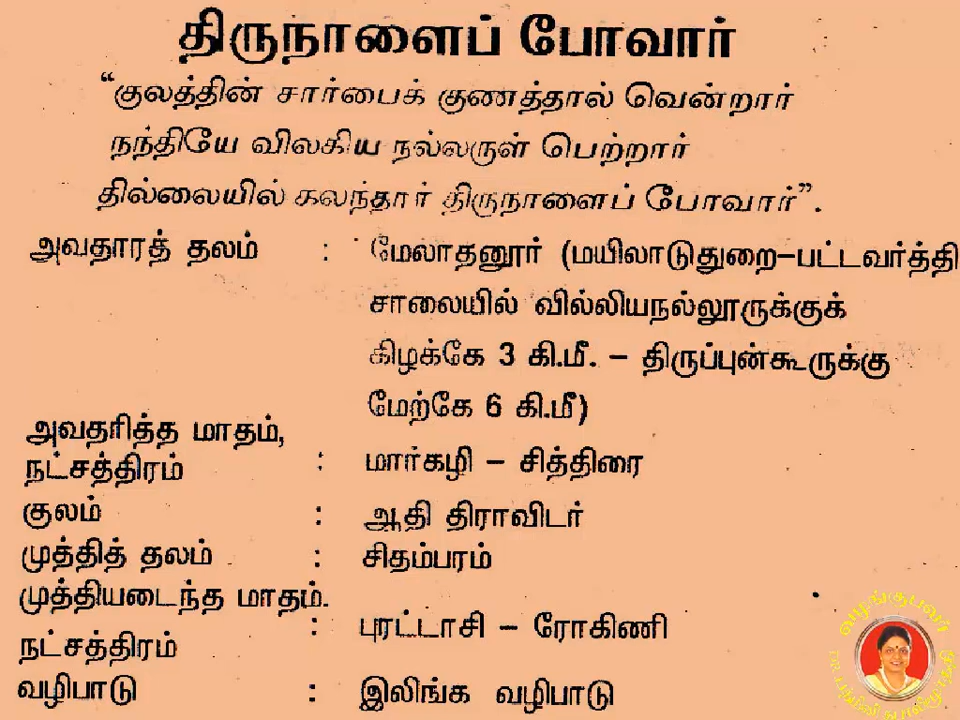 திருநாளைப் போவார்
“குலத்தின் சார்பைக் குணத்தால் வென்றார்
நந்தியே விலகிய நல்லருள் பெற்றார்
தில்லையில் கலந்தார் திருநாளைப் போவார்”.
அவதாரத் தலம் : மேலாதனூர் (மயிலாடுதுறை–பட்டவர்த்தி
சாலையில் வில்லியநல்லூருக்குக்
கிழக்கே 3 கி.மீ. – திருப்புன்கூருக்கு
மேற்கே 6 கி.மீ)
அவதரித்த மாதம்,
நட்சத்திரம் : மார்கழி – சித்திரை
குலம் : ஆதி திராவிடர்
முத்தித் தலம் : சிதம்பரம்
முத்தியடைந்த மாதம்.
நட்சத்திரம் : புரட்டாசி – ரோகிணி
வழிபாடு : இலிங்க வழிபாடு
வழங்குபவர்